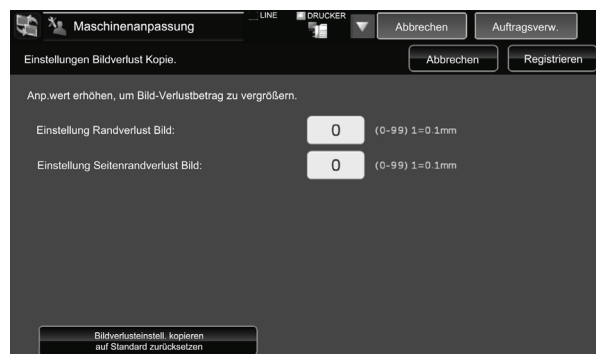 Maschinenanpassung
LINE
DRUCKER
Abbrechen
Auftragsverw.
Einstellungen Bildverlust Kopie.
Abbrechen
Registrieren
Anp.wert erhöhen, um Bild-Verlustbetrag zu vergrößern.
Einstellung Randverlust Bild:
0
(0-99) 1=0.1mm
Einstellung Seitenrandverlust Bild:
0
(0-99) 1=0.1mm
Bildverlusteinstell. kopieren
auf Standard zurücksetzen